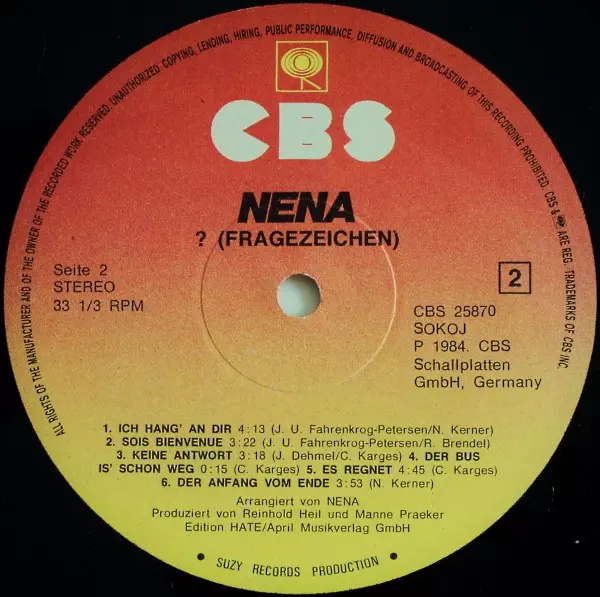 ALL RIGHTS OF THE MANUFACTURER AND OF THE OWNER OF THE RECORDED WORK RESERVED. UNAUTHORIZED COPYING, LENDING, HIRING, PUBLIC PERFORMANCE, DIFFUSION AND BROADCASTING OF THIS RECORDING PROHIBITED. CBS & ARE REG. TRADEMARKS OF CBS INC.
CBS
NENA
? (FRAGEZEICHEN)
Seite 2
STEREO
33 1/3 RPM
2
CBS 25870
SOKOJ
P 1984. CBS
Schallplatten
GmbH, Germany
1. ICH HANG' AN DIR 4:13 (J. U. Fahrenkrog-Petersen/N. Kerner)
2. SOIS BIENVENUE 3:22 (J. U. Fahrenkrog-Petersen/R. Brendel)
3. KEINE ANTWORT 3:18 (J. Dehmel/C. Karges) 4. DER BUS
IS' SCHON WEG 0:15 (C. Karges) 5. ES REGNET 4:45 (C. Karges)
6. DER ANFANG VOM ENDE 3:53 (N. Kerner)
Arrangiert von NENA
Produziert von Reinhold Heil und Manne Praeker
Edition HATE/April Musikverlag GmbH
• SUZY RECORDS PRODUCTION •